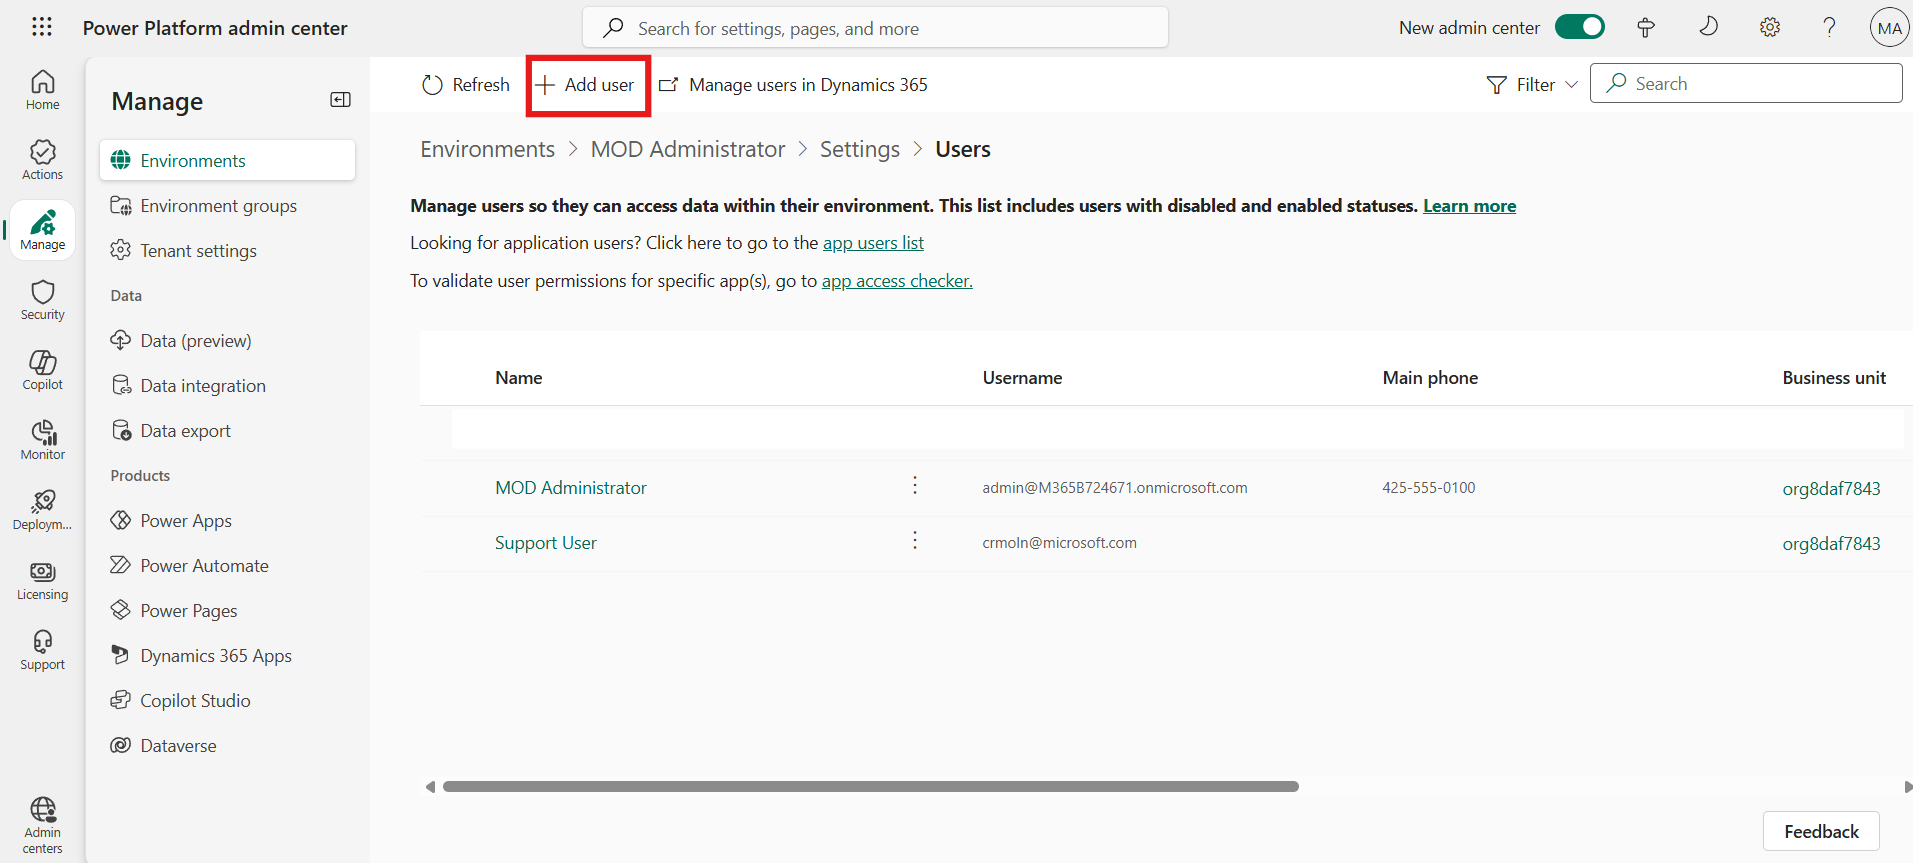 Power Platform admin center
Search for settings, pages, and more
New admin center
MA
Home
Actions
Manage
Security
Copilot
Monitor
Deploym...
Licensing
Support
Admin
centers
Manage
Environments
Environment groups
Tenant settings
Data
Data (preview)
Data integration
Data export
Products
Power Apps
Power Automate
Power Pages
Dynamics 365 Apps
Copilot Studio
Dataverse
Refresh
Add user
Manage users in Dynamics 365
Filter
Search
Environments > MOD Administrator > Settings > Users
Manage users so they can access data within their environment. This list includes users with disabled and enabled statuses. Learn more
Looking for application users? Click here to go to the app users list
To validate user permissions for specific app(s), go to app access checker.
Name Username Main phone Business unit
MOD Administrator admin@M365B724671.onmicrosoft.com 425-555-0100 org8daf7843
Support User crmoln@microsoft.com org8daf7843
Feedback